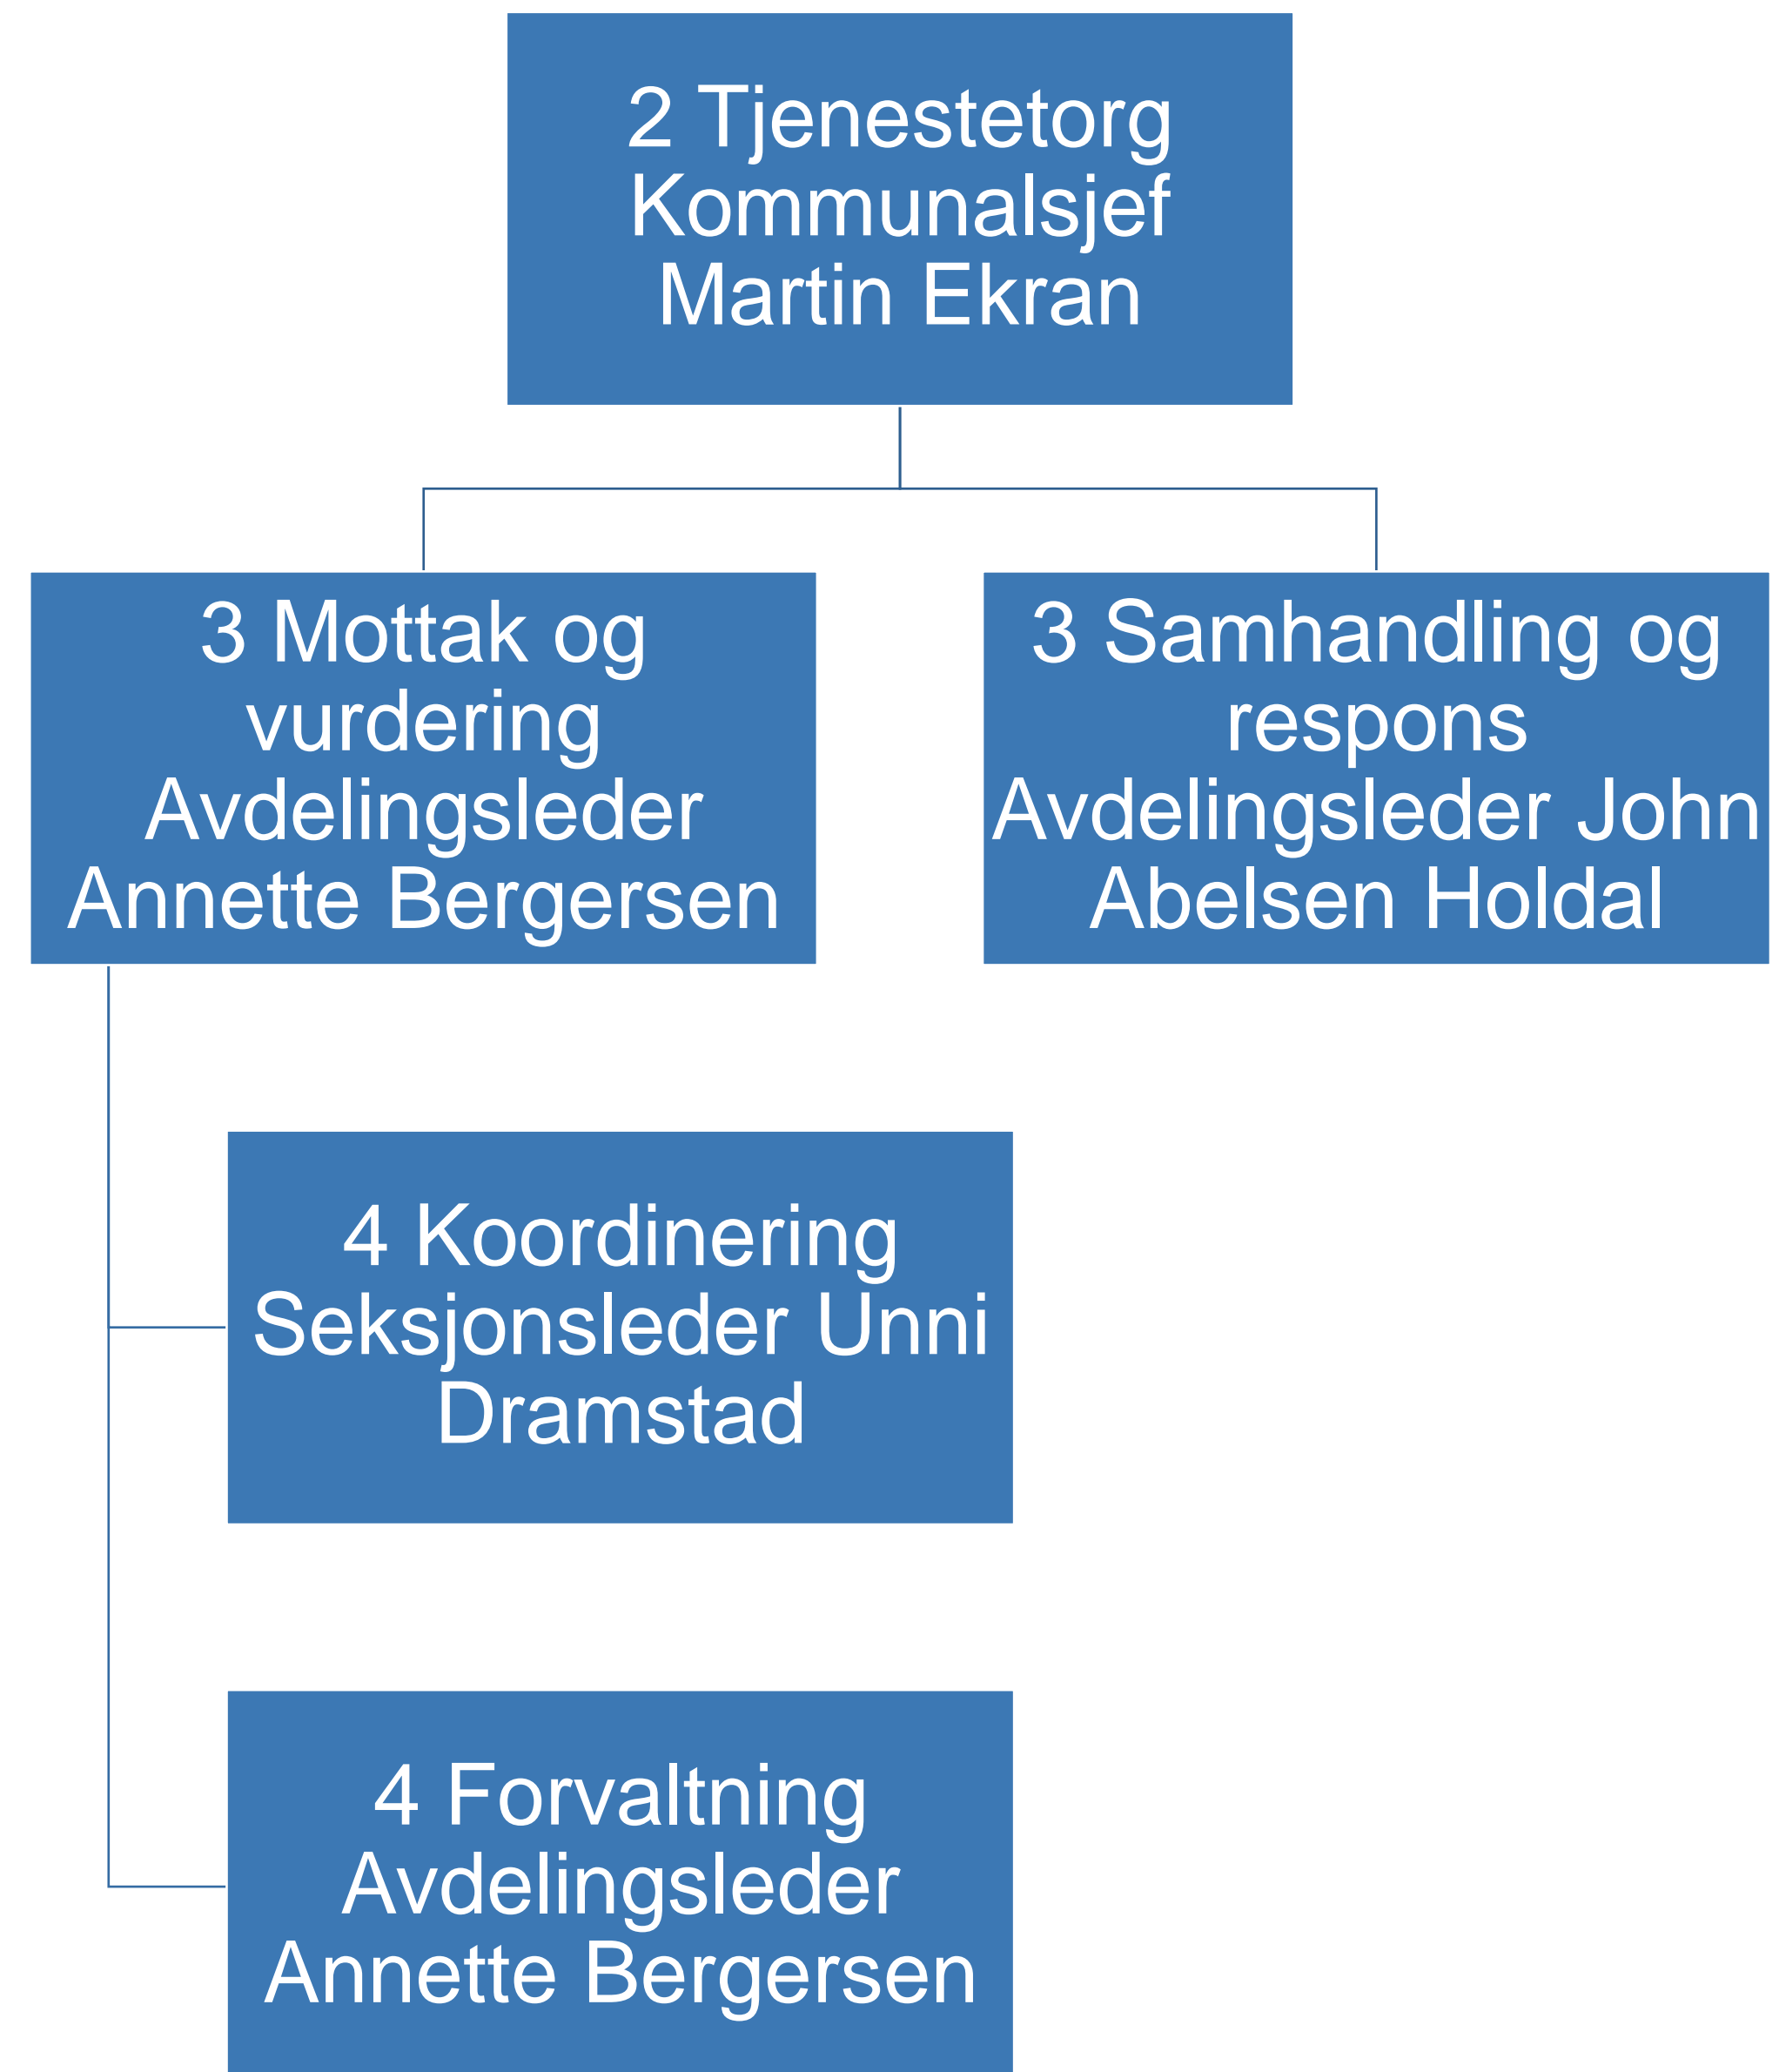 2 Tjenestetorg
Kommunalsjef
Martin Ekran
3 Mottak og
vurdering
Avdelingsleder
Annette Bergersen
3 Samhandling og
respons
Avdelingsleder John
Abelsen Holdal
4 Koordinering
Seksjonsleder Unni
Dramstad
4 Forvaltning
Avdelingsleder
Annette Bergersen